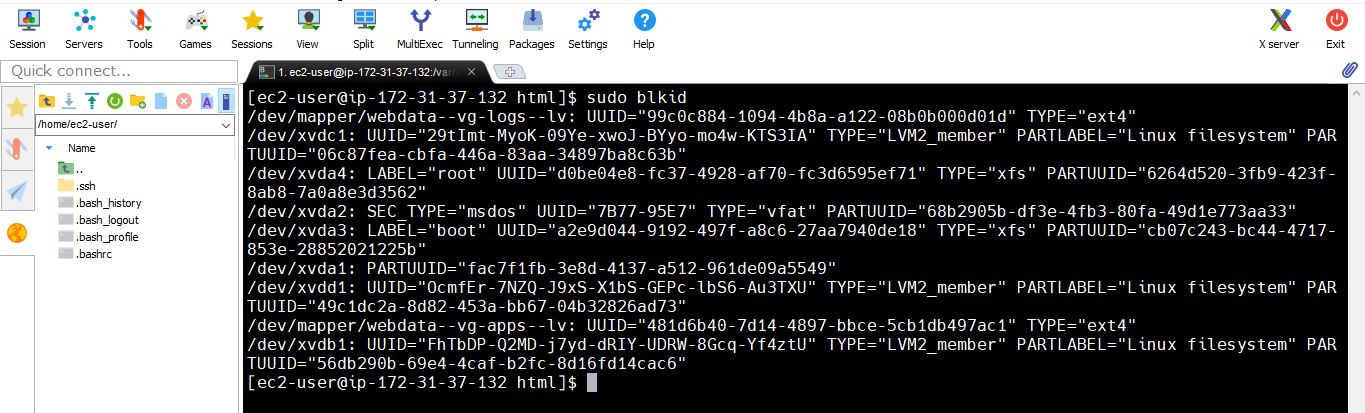 Session
Servers
Tools
Games
Sessions
View
Split
MultiExec
Tunneling
Packages
Settings
Help
X server
Exit
Quick connect...
1. ec2-user@ip-172-31-37-132:/var/
/home/ec2-user/
Name
..
.ssh
.bash_history
.bash_logout
.bash_profile
.bashrc
[ec2-user@ip-172-31-37-132 html]$ sudo blkid
/dev/mapper/webdata--vg-logs--lv: UUID="99c0c884-1094-4b8a-a122-08b0b000d01d" TYPE="ext4"
/dev/xvdc1: UUID="29tImt-MyoK-09Ye-xwoJ-BYyo-mo4w-KTS3IA" TYPE="LVM2_member" PARTLABEL="Linux filesystem" PAR
TUUID="06c87fea-cbfa-446a-83aa-34897ba8c63b"
/dev/xvda4: LABEL="root" UUID="d0be04e8-fc37-4928-af70-fc3d6595ef71" TYPE="xfs" PARTUUID="6264d520-3fb9-423f-
8ab8-7a0a8e3d3562"
/dev/xvda2: SEC_TYPE="msdos" UUID="7B77-95E7" TYPE="vfat" PARTUUID="68b2905b-df3e-4fb3-80fa-49d1e773aa33"
/dev/xvda3: LABEL="boot" UUID="a2e9d044-9192-497f-a8c6-27aa7940de18" TYPE="xfs" PARTUUID="cb07c243-bc44-4717-
853e-28852021225b"
/dev/xvda1: PARTUUID="fac7f1fb-3e8d-4137-a512-961de09a5549"
/dev/xvdd1: UUID="OcmfEr-7NZQ-J9xS-X1bS-GEPc-lbS6-Au3TXU" TYPE="LVM2_member" PARTLABEL="Linux filesystem" PAR
TUUID="49c1dc2a-8d82-453a-bb67-04b32826ad73"
/dev/mapper/webdata--vg-apps--lv: UUID="481d6b40-7d14-4897-bbce-5cb1db497ac1" TYPE="ext4"
/dev/xvdb1: UUID="FhTbDP-Q2MD-j7yd-dRIY-UDRW-8Gcq-Yf4ztU" TYPE="LVM2_member" PARTLABEL="Linux filesystem" PAR
TUUID="56db290b-69e4-4caf-b2fc-8d16fd14cac6"
[ec2-user@ip-172-31-37-132 html]$